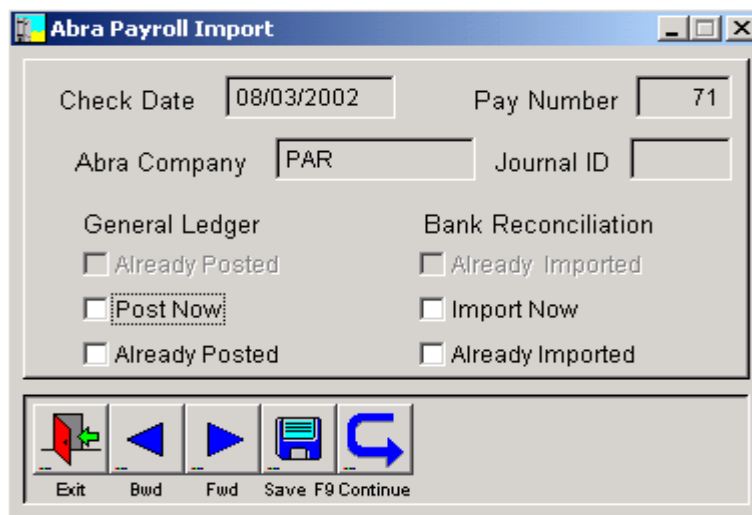 Abra Payroll Import
Check Date 08/03/2002 Pay Number 71
Abra Company PAR Journal ID
General Ledger Bank Reconciliation
Already Posted Already Imported
Post Now Import Now
Already Posted Already Imported
Exit Bwd Fwd Save F9 Continue